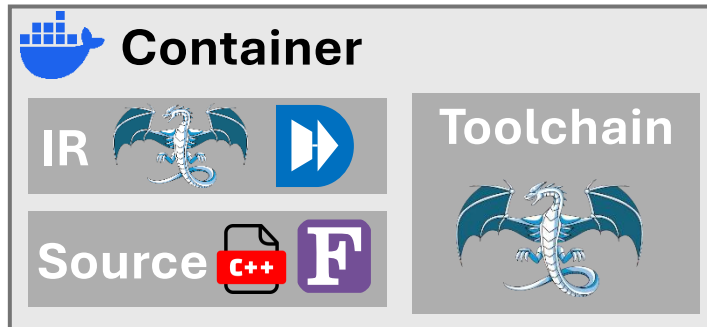 Container
IR
Toolchain
Source
C++
F